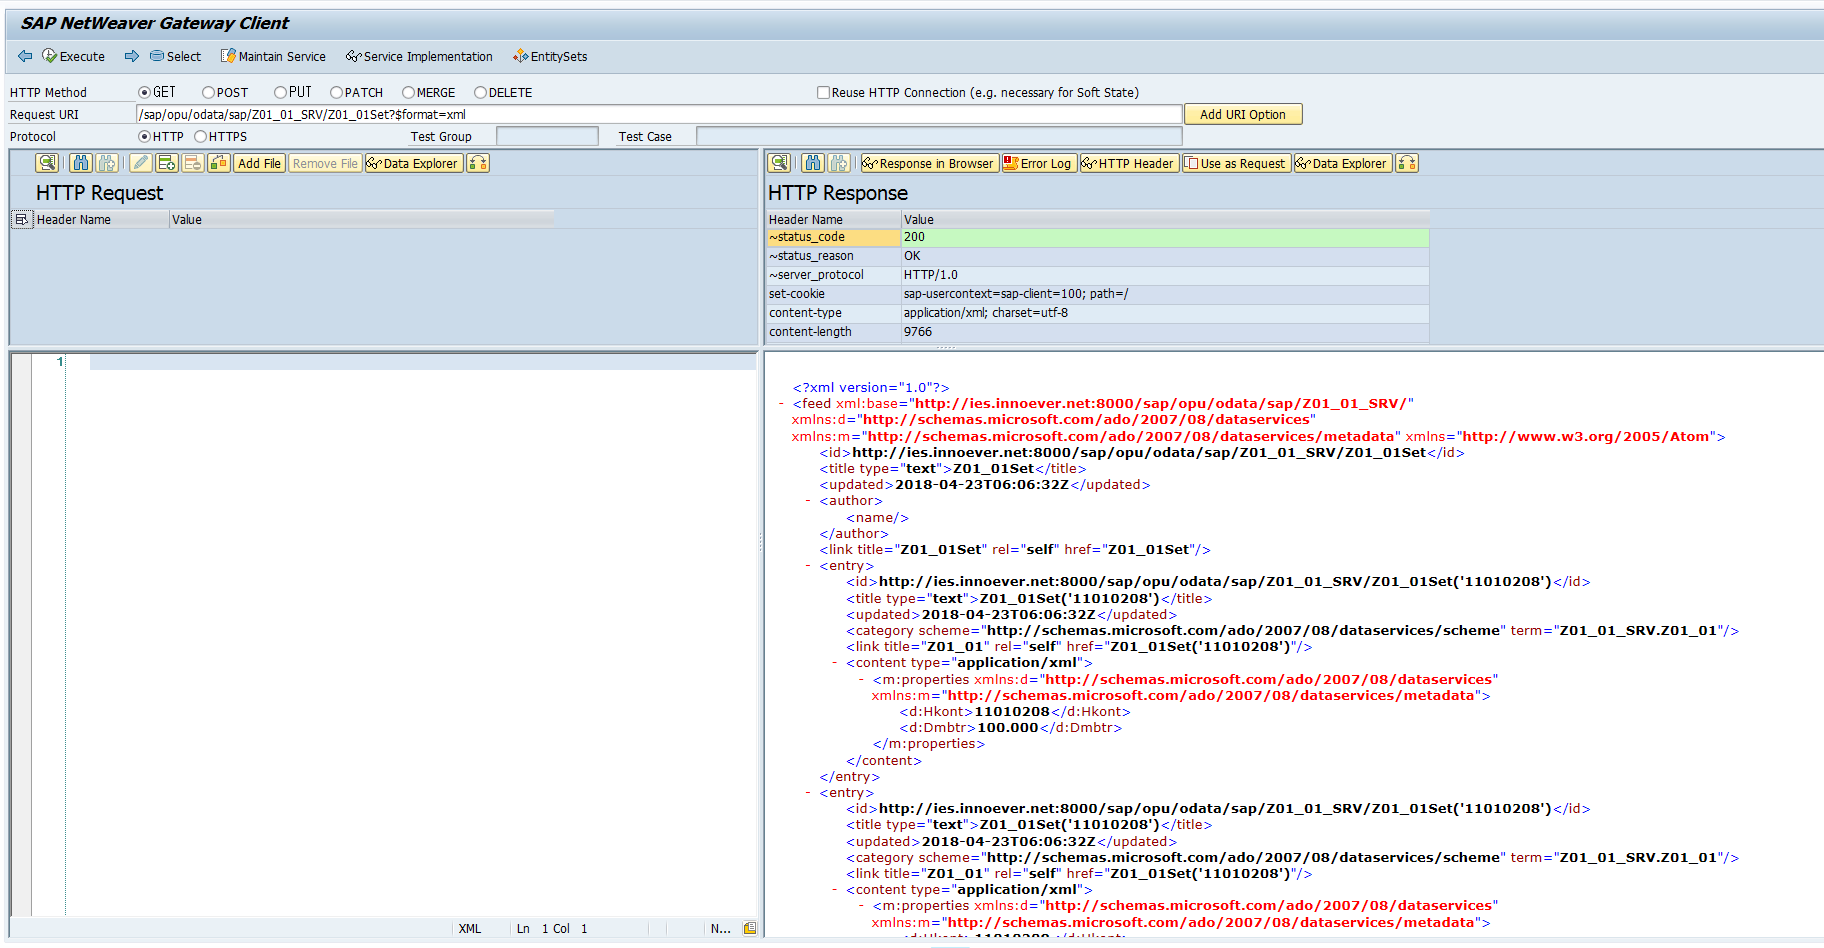 SAP NetWeaver Gateway Client
Execute Select Maintain Service Service Implementation EntitySets
HTTP Method GET POST PUT PATCH MERGE DELETE Reuse HTTP Connection (e.g. necessary for Soft State)
Request URI /sap/opu/odata/sap/Z01_01_SRV/Z01_01Set?$format=xml Add URI Option
Protocol HTTP HTTPS Test Group Test Case
Add File Remove File Data Explorer
HTTP Request
Header Name Value
1
XML Ln 1 Col 1 N...
Response in Browser Error Log HTTP Header Use as Request Data Explorer
HTTP Response
Header Name Value
~status_code 200
~status_reason OK
~server_protocol HTTP/1.0
set-cookie sap-usercontext=sap-client=100; path=/
content-type application/xml; charset=utf-8
content-length 9766
<?xml version="1.0"?>
- <feed xml:base="http://ies.innoever.net:8000/sap/opu/odata/sap/Z01_01_SRV/"
xmlns:d="http://schemas.microsoft.com/ado/2007/08/dataservices"
xmlns:m="http://schemas.microsoft.com/ado/2007/08/dataservices/metadata" xmlns="http://www.w3.org/2005/Atom">
<id>http://ies.innoever.net:8000/sap/opu/odata/sap/Z01_01_SRV/Z01_01Set</id>
<title type="text">Z01_01Set</title>
<updated>2018-04-23T06:06:32Z</updated>
- <author>
<name/>
</author>
<link title="Z01_01Set" rel="self" href="Z01_01Set"/>
- <entry>
<id>http://ies.innoever.net:8000/sap/opu/odata/sap/Z01_01_SRV/Z01_01Set('11010208')</id>
<title type="text">Z01_01Set('11010208')</title>
<updated>2018-04-23T06:06:32Z</updated>
<category scheme="http://schemas.microsoft.com/ado/2007/08/dataservices/scheme" term="Z01_01_SRV.Z01_01"/>
<link title="Z01_01" rel="self" href="Z01_01Set('11010208')"/>
- <content type="application/xml">
- <m:properties xmlns:d="http://schemas.microsoft.com/ado/2007/08/dataservices"
xmlns:m="http://schemas.microsoft.com/ado/2007/08/dataservices/metadata">
<d:Hkont>11010208</d:Hkont>
<d:Dmbtr>100.000</d:Dmbtr>
</m:properties>
</content>
</entry>
- <entry>
<id>http://ies.innoever.net:8000/sap/opu/odata/sap/Z01_01_SRV/Z01_01Set('11010208')</id>
<title type="text">Z01_01Set('11010208')</title>
<updated>2018-04-23T06:06:32Z</updated>
<category scheme="http://schemas.microsoft.com/ado/2007/08/dataservices/scheme" term="Z01_01_SRV.Z01_01"/>
<link title="Z01_01" rel="self" href="Z01_01Set('11010208')"/>
- <content type="application/xml">
- <m:properties xmlns:d="http://schemas.microsoft.com/ado/2007/08/dataservices"
xmlns:m="http://schemas.microsoft.com/ado/2007/08/dataservices/metadata">